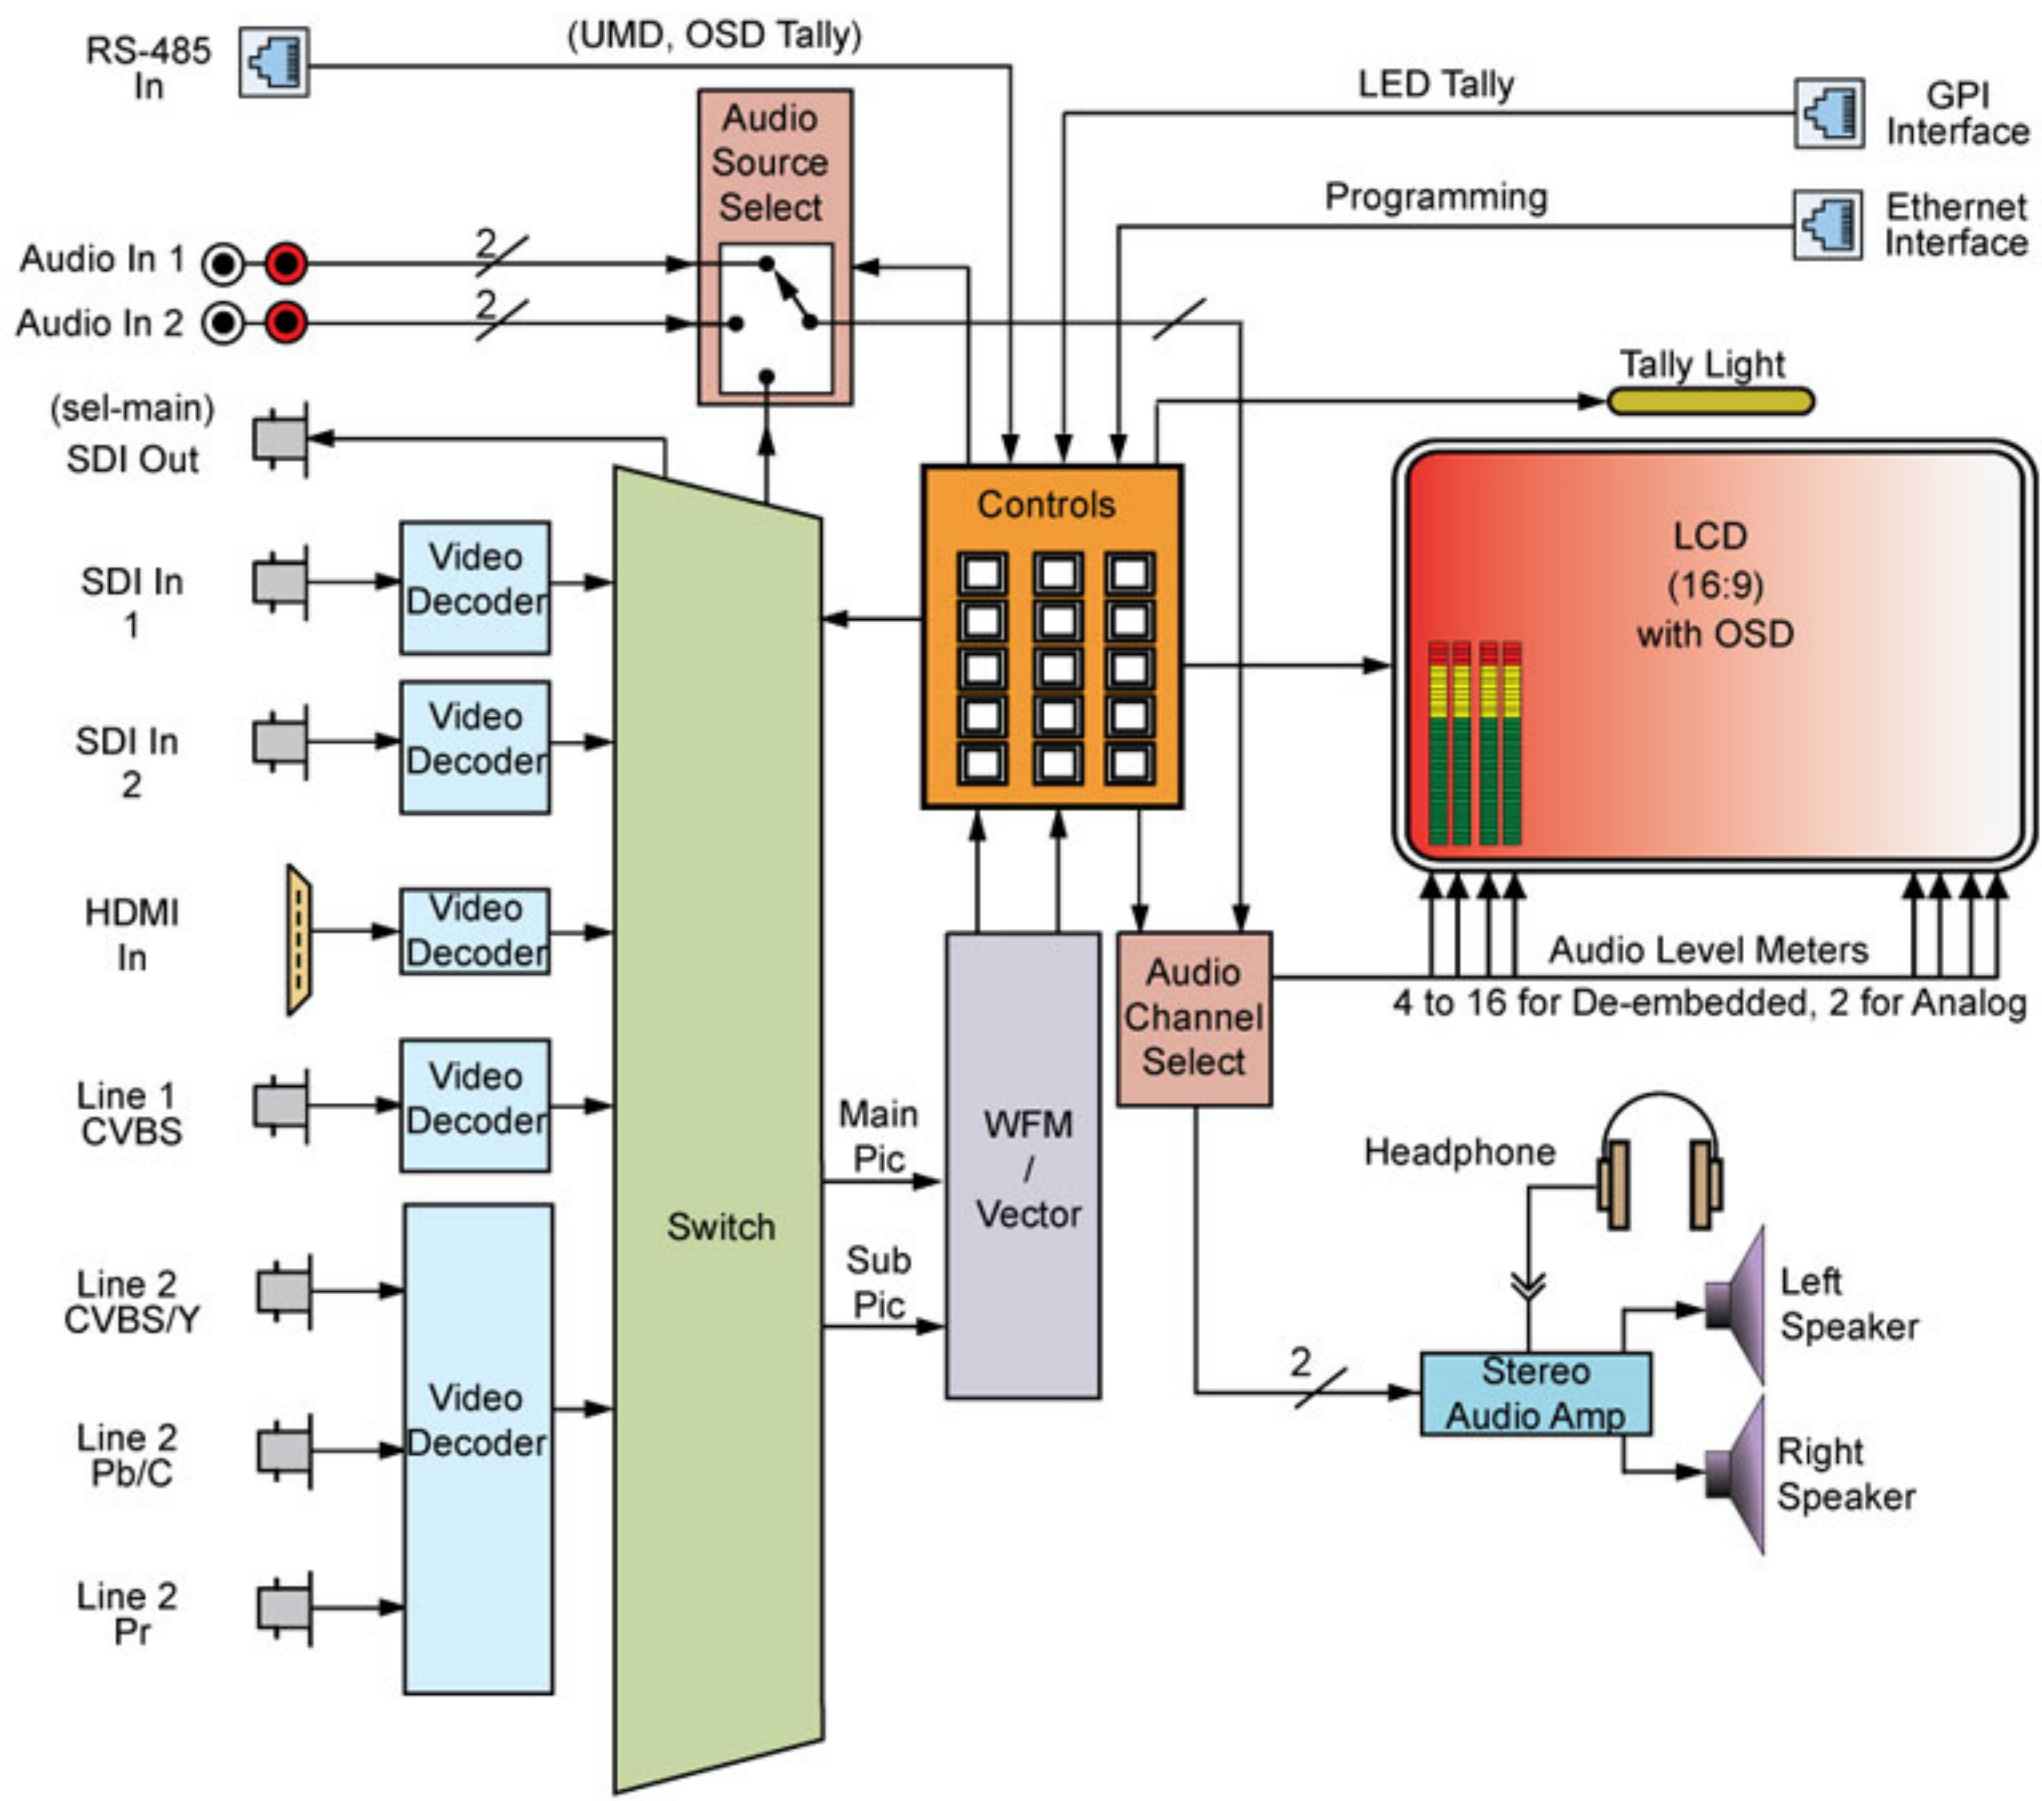 RS-485
In
(UMD, OSD Tally)
LED Tally
GPI
Interface
Programming
Ethernet
Interface
Audio
Source
Select
Audio In 1
2
Audio In 2
2
(sel-main)
SDI Out
Tally Light
Controls
LCD
(16:9)
with OSD
SDI In
1
Video
Decoder
SDI In
2
Video
Decoder
HDMI
In
Video
Decoder
Line 1
CVBS
Video
Decoder
Line 2
CVBS/Y
Line 2
Pb/C
Line 2
Pr
Video
Decoder
Switch
Main
Pic
Sub
Pic
WFM
/
Vector
Audio
Channel
Select
Audio Level Meters
4 to 16 for De-embedded, 2 for Analog
Headphone
2
Stereo
Audio Amp
Left
Speaker
Right
Speaker